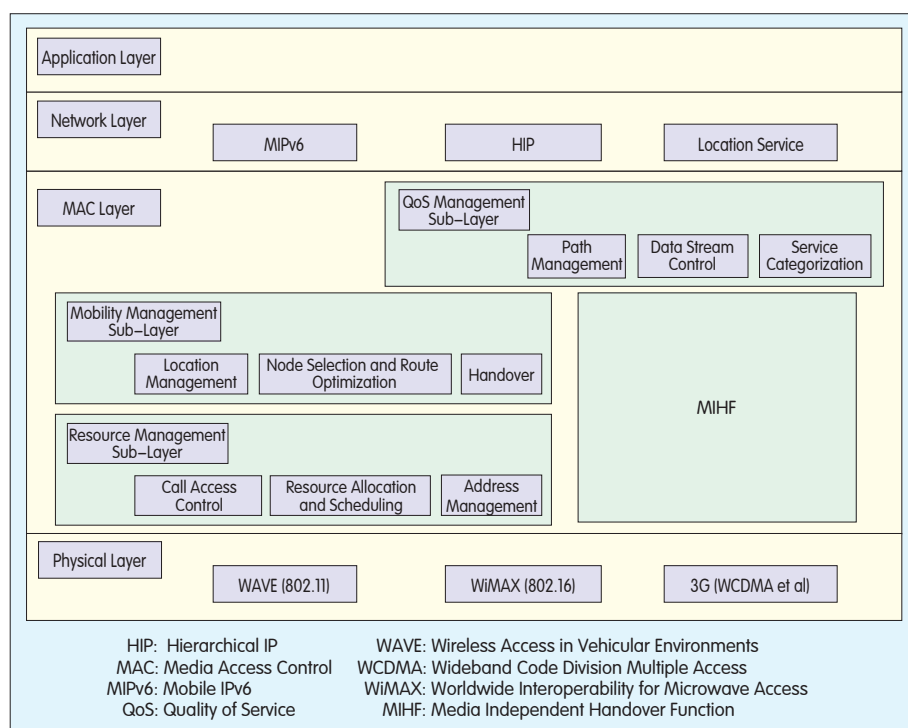 Application Layer
Network Layer
MIPv6
HIP
Location Service
MAC Layer
QoS Management
Sub-Layer
Path
Management
Data Stream
Control
Service
Categorization
Mobility Management
Sub-Layer
Location
Management
Node Selection and Route
Optimization
Handover
MIHF
Resource Management
Sub-Layer
Call Access
Control
Resource Allocation
and Scheduling
Address
Management
Physical Layer
WAVE (802.11)
WiMAX (802.16)
3G (WCDMA et al)
HIP: Hierarchical IP
MAC: Media Access Control
MIPv6: Mobile IPv6
QoS: Quality of Service
WAVE: Wireless Access in Vehicular Environments
WCDMA: Wideband Code Division Multiple Access
WiMAX: Worldwide Interoperability for Microwave Access
MIHF: Media Independent Handover Function